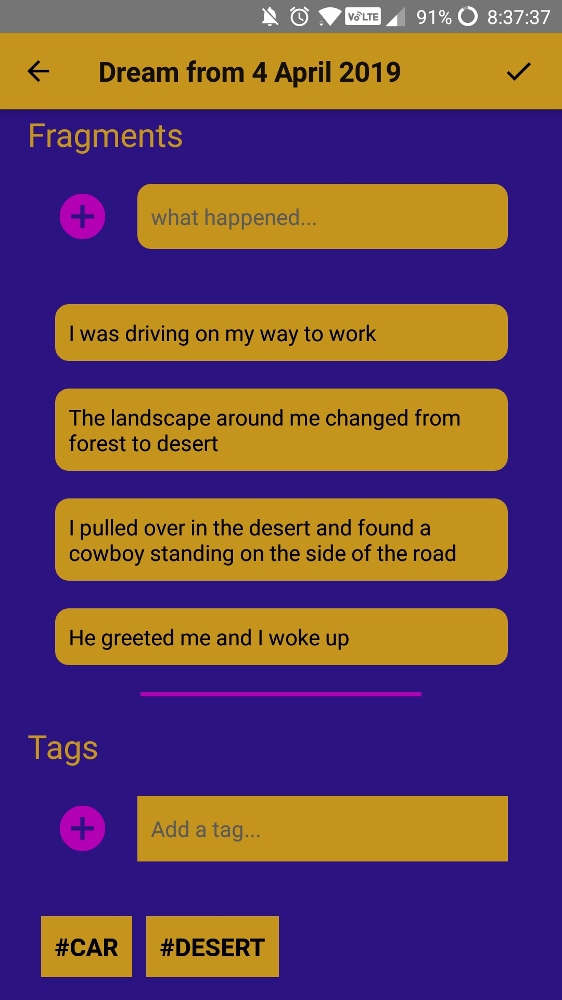 VoLTE 91% 8:37:37
Dream from 4 April 2019
Fragments
what happened...
I was driving on my way to work
The landscape around me changed from
forest to desert
I pulled over in the desert and found a
cowboy standing on the side of the road
He greeted me and I woke up
Tags
Add a tag...
#CAR #DESERT